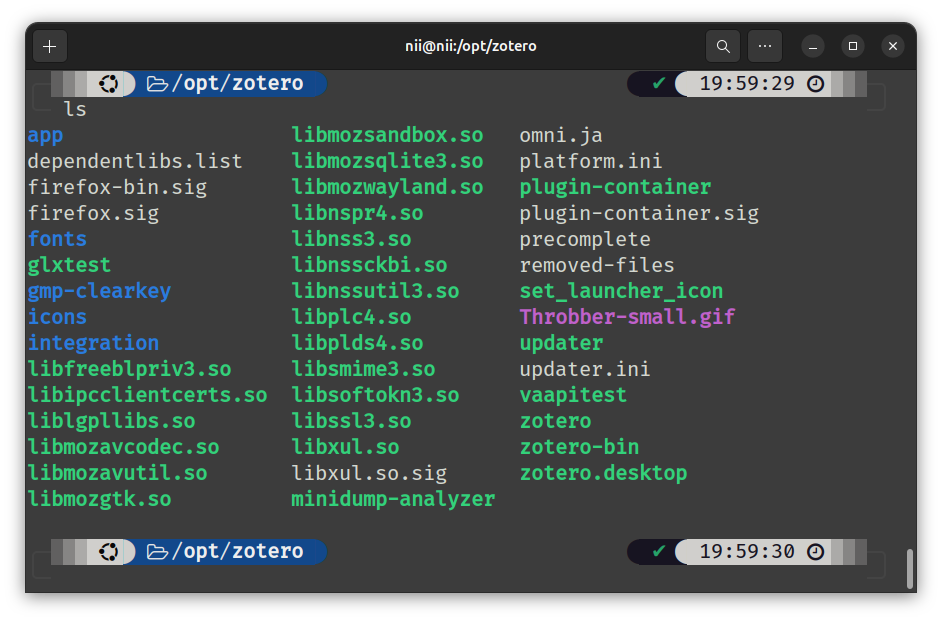 nii@nii:/opt/zotero
/opt/zotero ✔ 19:59:29
ls
app libmozsandbox.so omni.ja
dependentlibs.list libmozsqlite3.so platform.ini
firefox-bin.sig libmozwayland.so plugin-container
firefox.sig libnspr4.so plugin-container.sig
fonts libnss3.so precomplete
glxtest libnssckbi.so removed-files
gmp-clearkey libnssutil3.so set_launcher_icon
icons libplc4.so Throbber-small.gif
integration libplds4.so updater
libfreeblpriv3.so libsmime3.so updater.ini
libipcclientcerts.so libsoftokn3.so vaapitest
liblgpllibs.so libssl3.so zotero
libmozavcodec.so libxul.so zotero-bin
libmozavutil.so libxul.so.sig zotero.desktop
libmozgtk.so minidump-analyzer
/opt/zotero ✔ 19:59:30